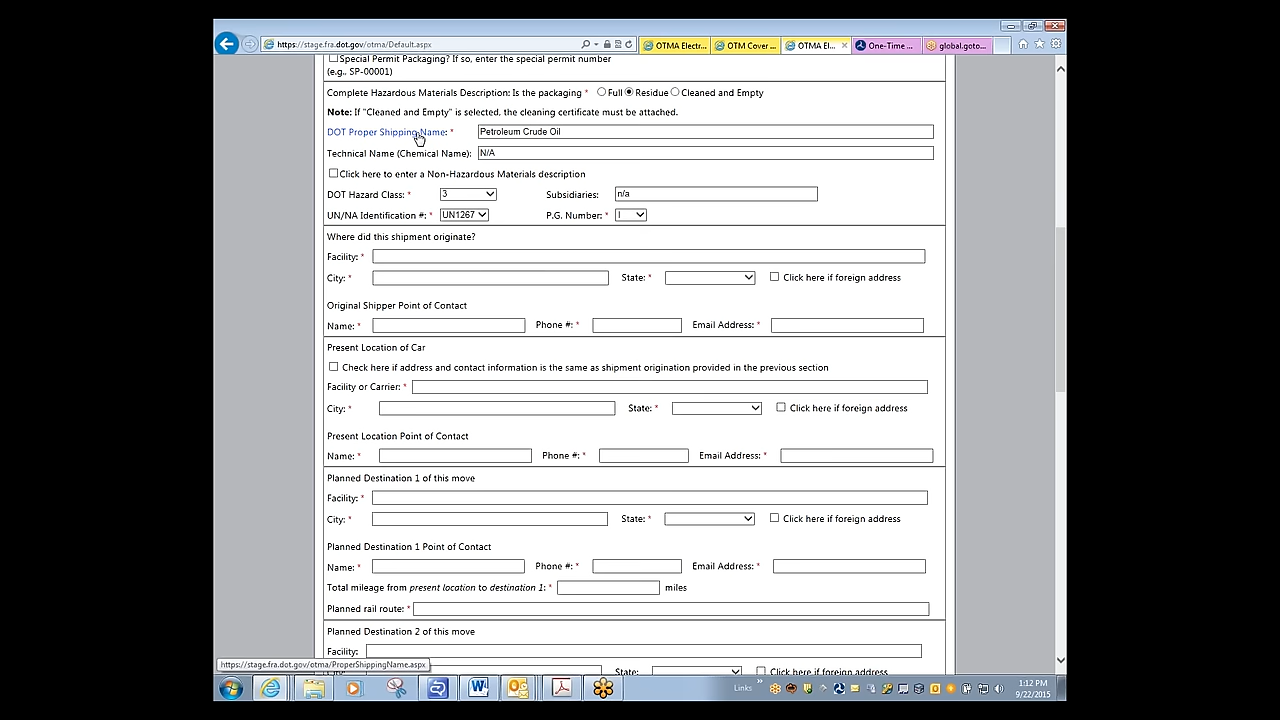 https://stage.fra.dot.gov/otma/Default.aspx
OTMA Electr...
OTM Cover ...
OTMA El...
One-Time ...
global.goto...
Special Permit Packaging? If so, enter the special permit number
(e.g., SP-00001)
Complete Hazardous Materials Description: Is the packaging * Full Residue Cleaned and Empty
Note: If "Cleaned and Empty" is selected, the cleaning certificate must be attached.
DOT Proper Shipping Name: * Petroleum Crude Oil
Technical Name (Chemical Name): N/A
Click here to enter a Non-Hazardous Materials description
DOT Hazard Class: * 3 Subsidiaries: n/a
UN/NA Identification #: * UN1267 P.G. Number: * I
Where did this shipment originate?
Facility: *
City: * State: * Click here if foreign address
Original Shipper Point of Contact
Name: * Phone #: * Email Address: *
Present Location of Car
Check here if address and contact information is the same as shipment origination provided in the previous section
Facility or Carrier: *
City: * State: * Click here if foreign address
Present Location Point of Contact
Name: * Phone #: * Email Address: *
Planned Destination 1 of this move
Facility: *
City: * State: * Click here if foreign address
Planned Destination 1 Point of Contact
Name: * Phone #: * Email Address: *
Total mileage from present location to destination 1: * miles
Planned rail route: *
Planned Destination 2 of this move
Facility:
State: Click here if foreign address
https://stage.fra.dot.gov/otma/ProperShippingName.aspx
Links »
1:12 PM
9/22/2015